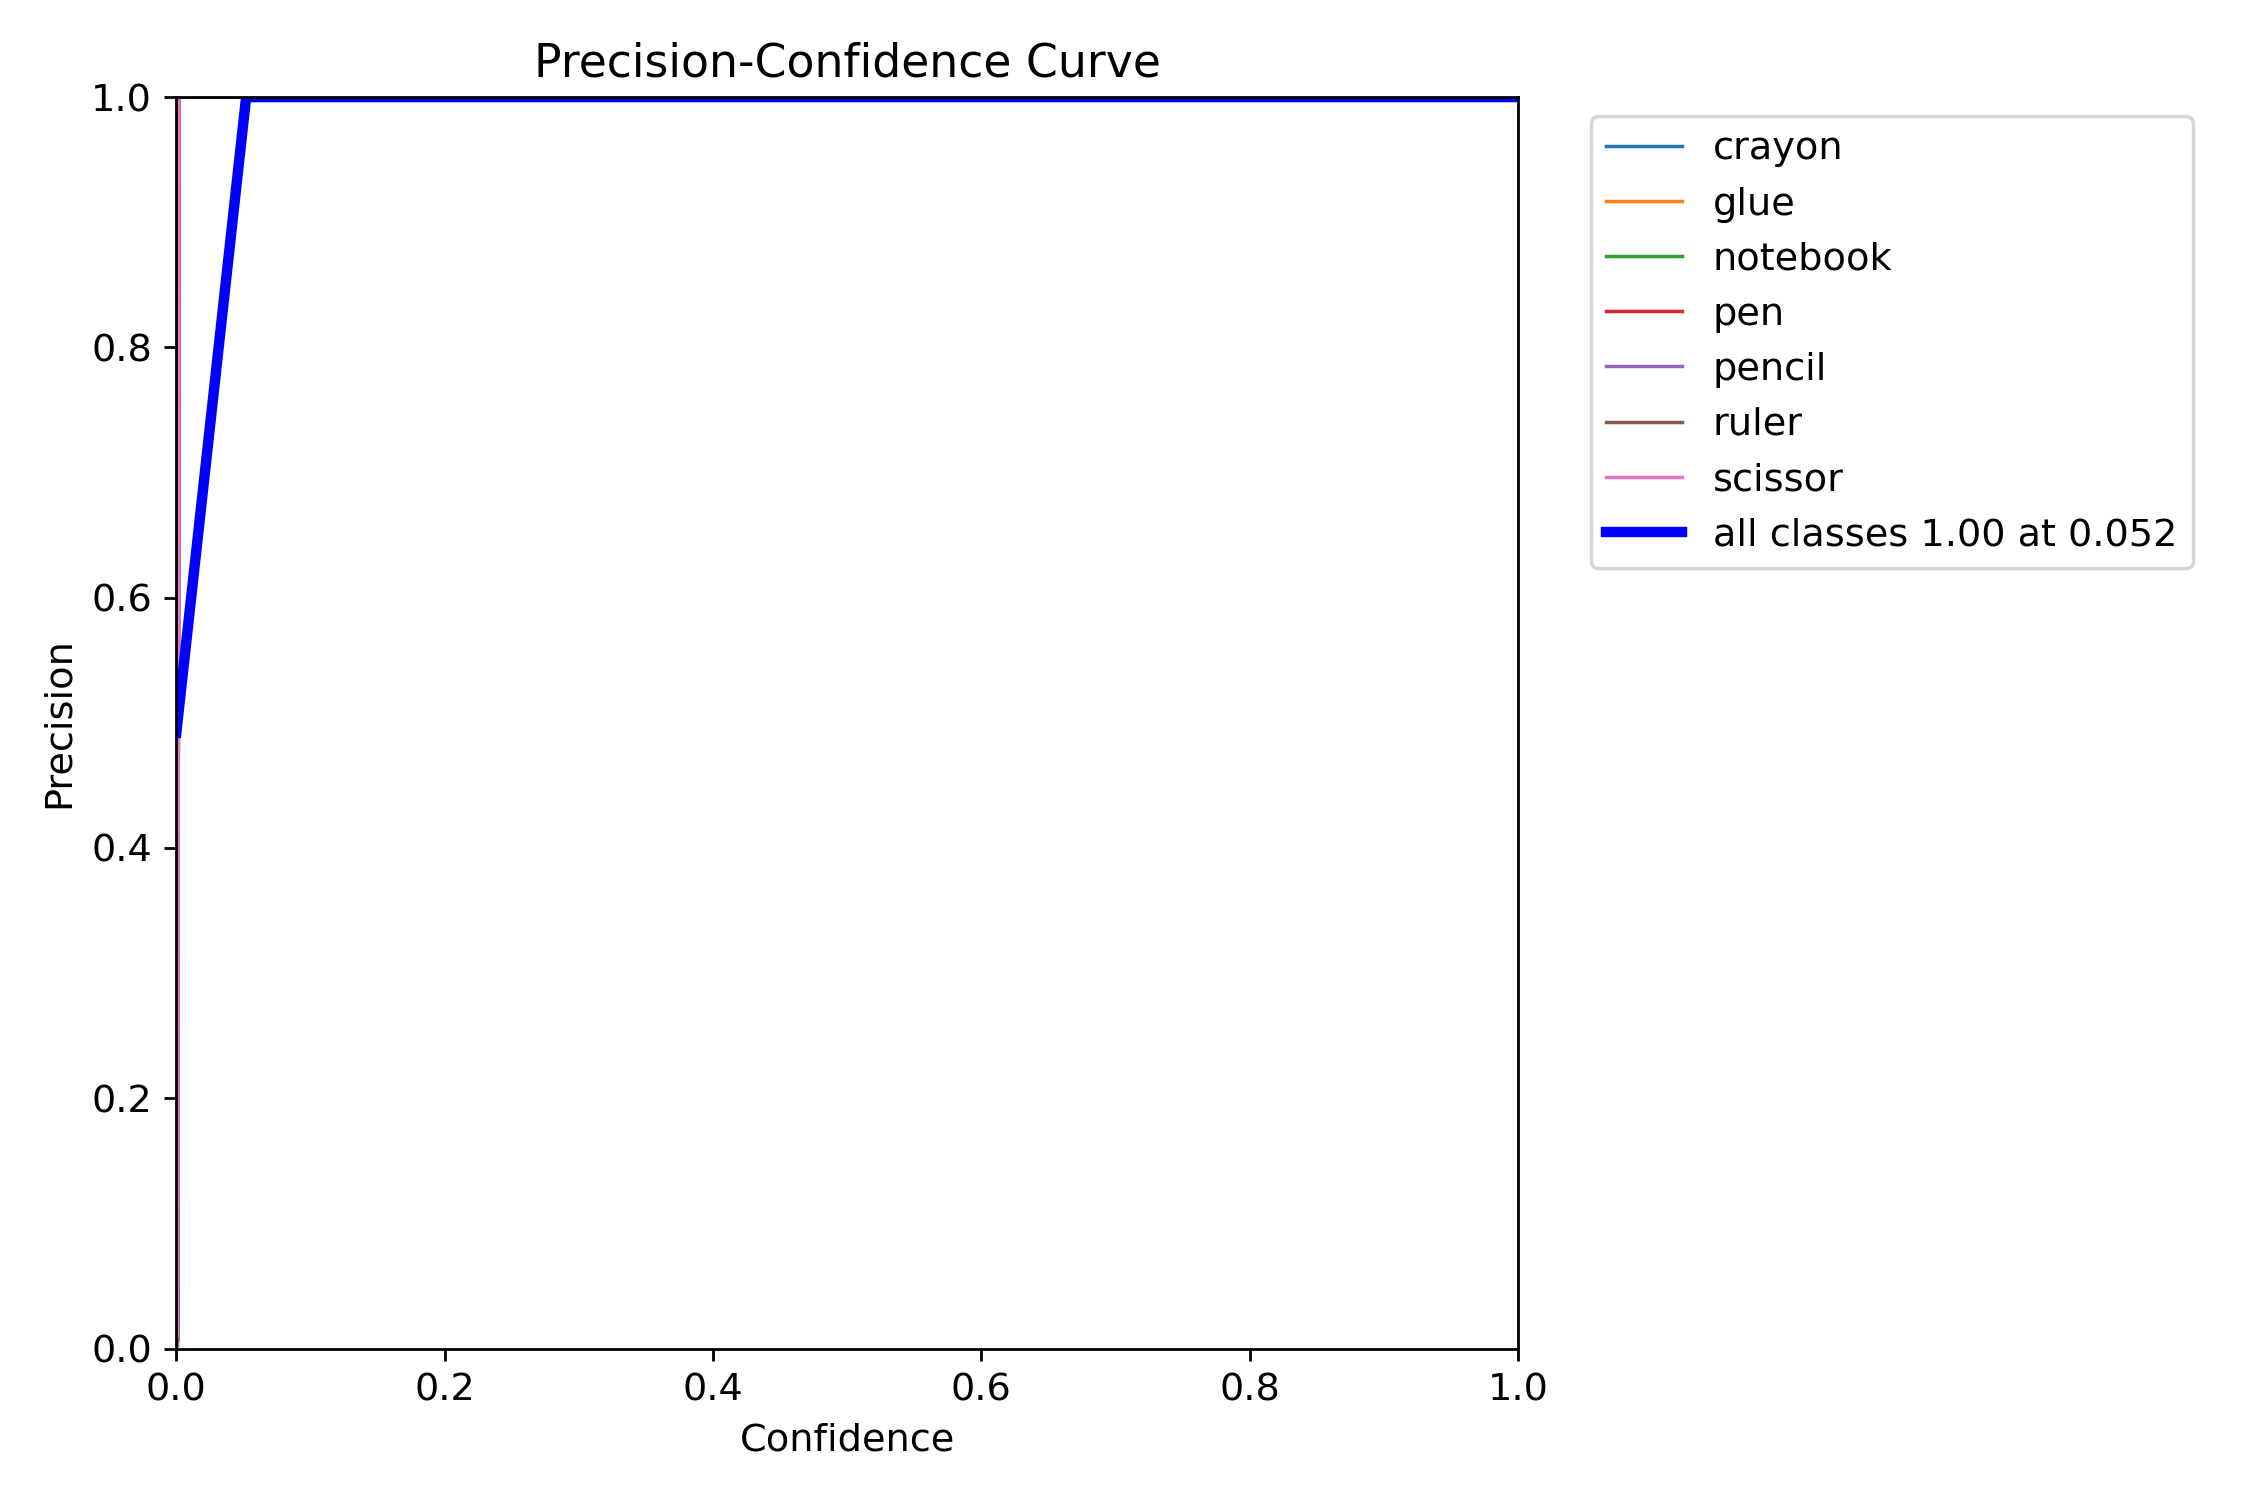 Precision-Confidence Curve
1.0
0.8
0.6
0.4
0.2
0.0
Precision
0.0 0.2 0.4 0.6 0.8 1.0
Confidence
crayon
glue
notebook
pen
pencil
ruler
scissor
all classes 1.00 at 0.052